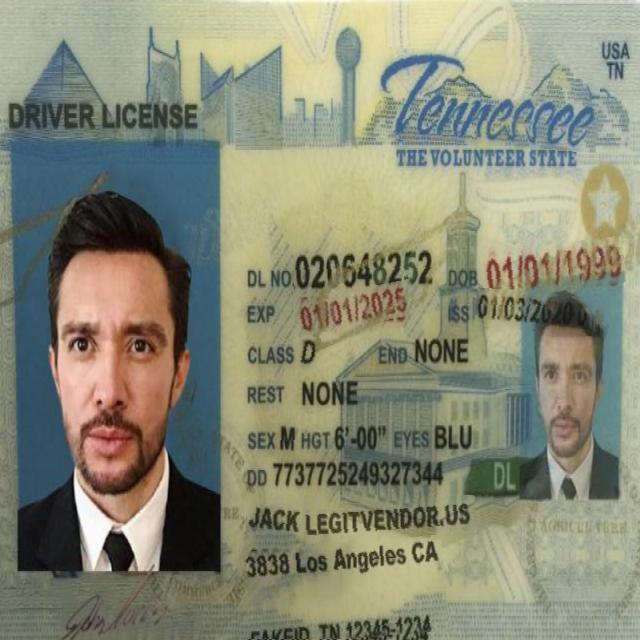 USA
TN
DRIVER LICENSE
Tennessee
THE VOLUNTEER STATE
DL NO. 020648252 DOB 01/01/1999
EXP 01/01/2025 ISS 01/03/2020
CLASS D END NONE
REST NONE
SEX M HGT 6'-00" EYES BLU
DD 7737725249327344
DL
JACK LEGITVENDOR.US
3838 Los Angeles CA
FAKEID, TN 12345-1234